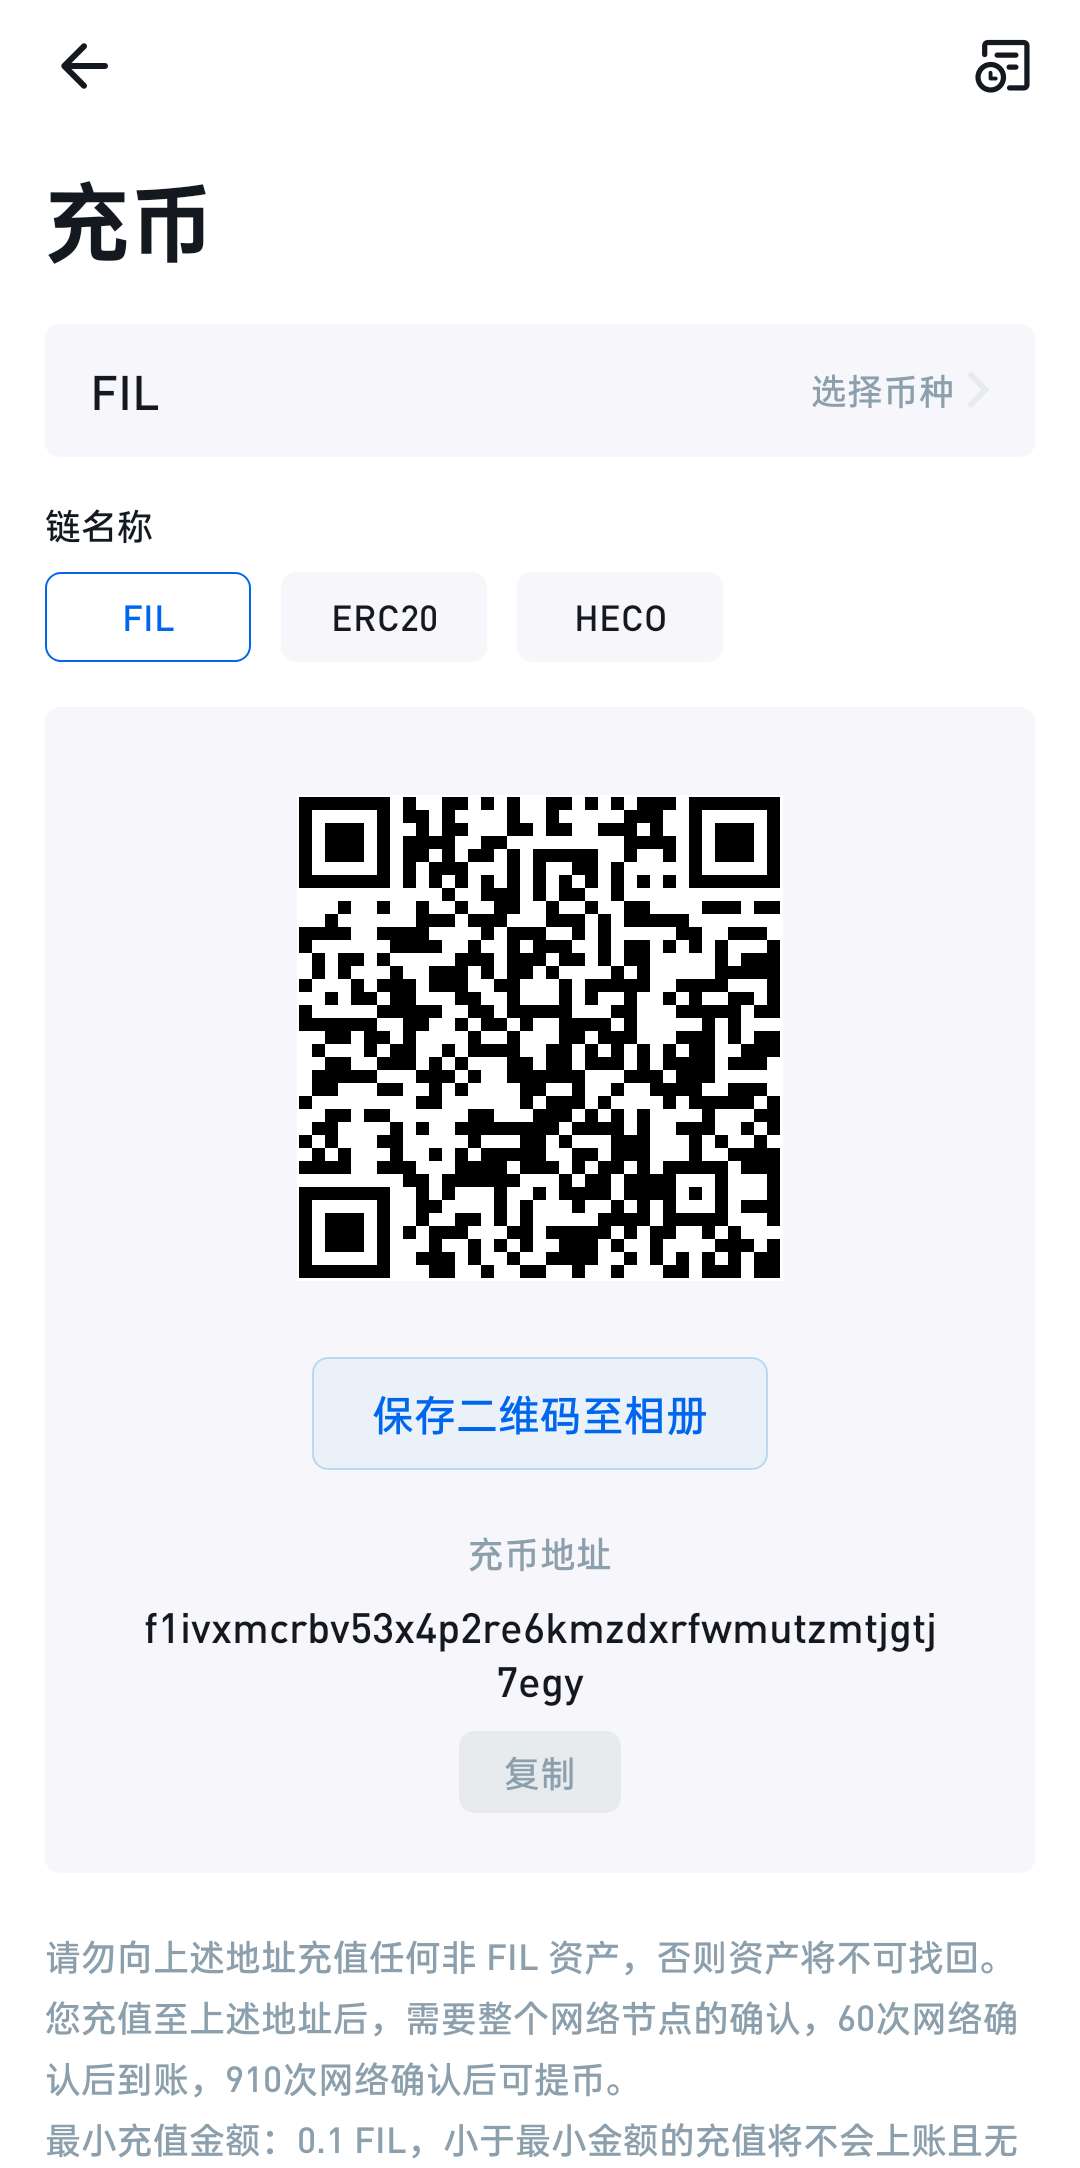 充币
FIL 选择币种
链名称
FIL ERC20 HECO
保存二维码至相册
充币地址
f1ivxmcrbv53x4p2re6kmzdxrfwmutzmtjgtj
7egy
复制
请勿向上述地址充值任何非 FIL 资产，否则资产将不可找回。
您充值至上述地址后，需要整个网络节点的确认，60次网络确
认后到账，910次网络确认后可提币。
最小充值金额：0.1 FIL，小于最小金额的充值将不会上账且无